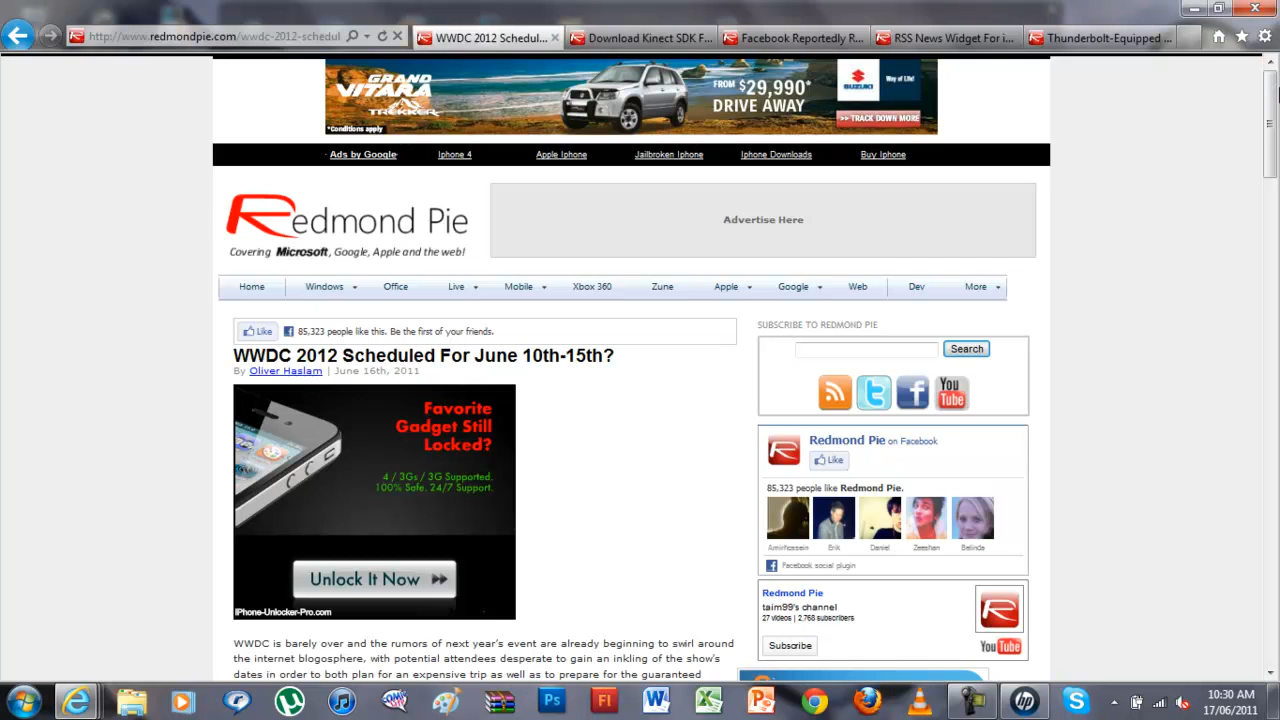 http://www.redmondpie.com/wwdc-2012-schedul
WWDC 2012 Schedul...
Download Kinect SDK F...
Facebook Reportedly R...
RSS News Widget For i...
Thunderbolt-Equipped ...
GRAND
VITARA
TREKKER
*Conditions apply
FROM $29,990*
DRIVE AWAY
SUZUKI
Way of Life!
>> TRACK DOWN MORE
Ads by Google
Iphone 4
Apple Iphone
Jailbroken Iphone
Iphone Downloads
Buy Iphone
Redmond Pie
Covering Microsoft, Google, Apple and the web!
Advertise Here
Home
Windows
Office
Live
Mobile
Xbox 360
Zune
Apple
Google
Web
Dev
More
Like
85,323 people like this. Be the first of your friends.
WWDC 2012 Scheduled For June 10th-15th?
By Oliver Haslam | June 16th, 2011
Favorite
Gadget Still
Locked?
4 / 3Gs / 3G Supported.
100% Safe. 24/7 Support.
Unlock It Now
IPhone-Unlocker-Pro.com
WWDC is barely over and the rumors of next year's event are already beginning to swirl around
the internet blogosphere, with potential attendees desperate to gain an inkling of the show's
dates in order to both plan for an expensive trip as well as to prepare for the guaranteed
SUBSCRIBE TO REDMOND PIE
Search
You
Tube
Redmond Pie on Facebook
Like
85,323 people like Redmond Pie.
Amirhossein
Erik
Daniel
Zeeshan
Belinda
Facebook social plugin
Redmond Pie
taim99's channel
27 videos | 2,768 subscribers
Subscribe
You Tube
Ps
Fl
hp
10:30 AM
17/06/2011